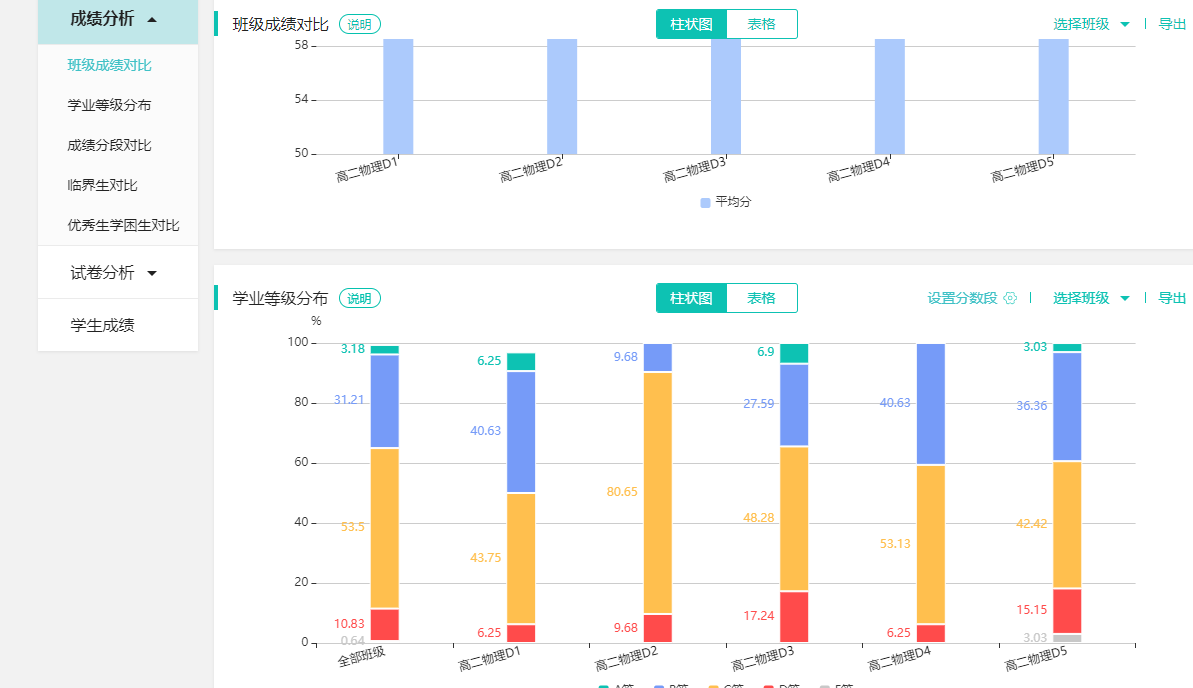 成绩分析
班级成绩对比
学业等级分布
成绩分段对比
临界生对比
优秀生学困生对比
试卷分析
学生成绩
班级成绩对比 说明 柱状图 表格 选择班级 导出
58
54
50
高二物理D1 高二物理D2 高二物理D3 高二物理D4 高二物理D5
平均分
学业等级分布 说明 柱状图 表格 设置分数段 选择班级 导出
%
100
80
60
40
20
0
3.18 6.25 9.68 6.9 40.63 3.03
31.21 40.63 80.65 27.59 53.13 36.36
53.5 43.75 9.68 48.28 6.25 42.42
10.83 6.25 17.24 15.15
0.64 3.03
全部班级 高二物理D1 高二物理D2 高二物理D3 高二物理D4 高二物理D5